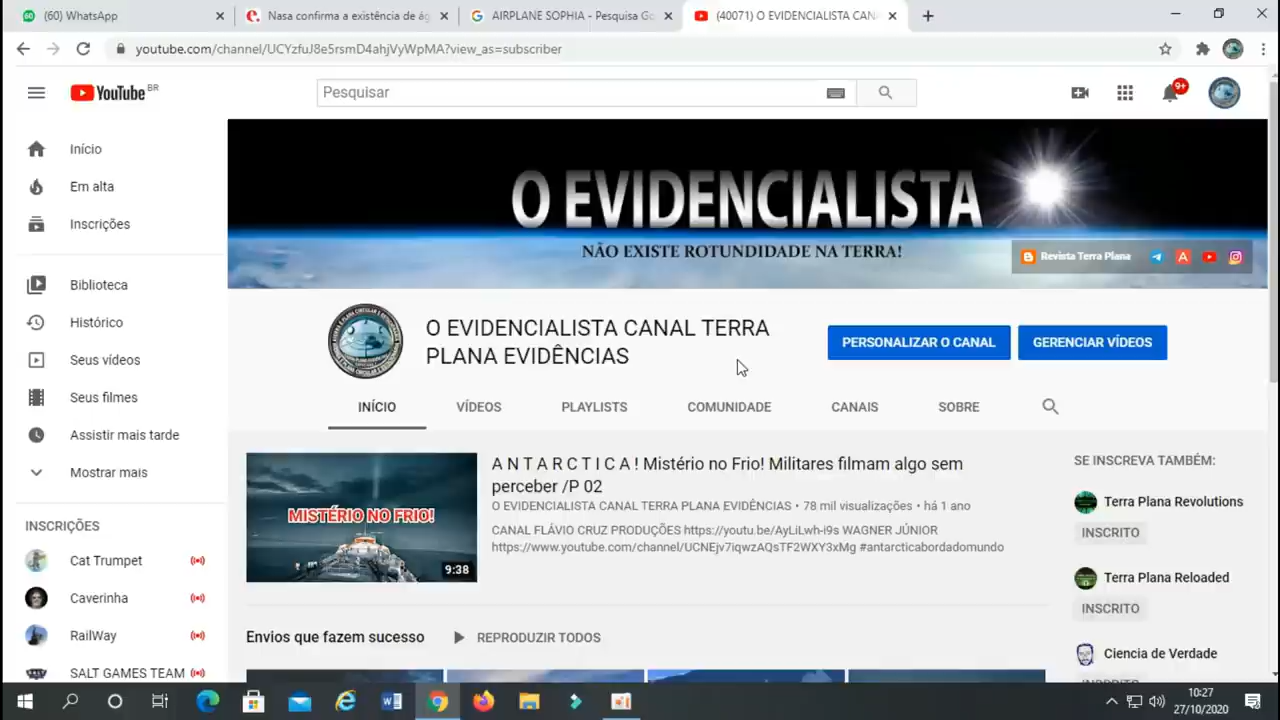 (60) WhatsApp
Nasa confirma a existência de ág
AIRPLANE SOPHIA - Pesquisa Go
(40071) O EVIDENCIALISTA CAN
youtube.com/channel/UCYzfuJ8e5rsmD4ahjVyWpMA?view_as=subscriber
YouTube BR
Pesquisar
9+
Início
Em alta
Inscrições
Biblioteca
Histórico
Seus vídeos
Seus filmes
Assistir mais tarde
Mostrar mais
INSCRIÇÕES
Cat Trumpet
Caverinha
RailWay
SALT GAMES TEAM
O EVIDENCIALISTA
NÃO EXISTE ROTUNDIDADE NA TERRA!
Revista Terra Plana
O EVIDENCIALISTA CANAL TERRA
PLANA EVIDÊNCIAS
PERSONALIZAR O CANAL
GERENCIAR VÍDEOS
INÍCIO
VÍDEOS
PLAYLISTS
COMUNIDADE
CANAIS
SOBRE
MISTÉRIO NO FRIO!
9:38
A N T A R C T I C A ! Mistério no Frio! Militares filmam algo sem
perceber /P 02
O EVIDENCIALISTA CANAL TERRA PLANA EVIDÊNCIAS • 78 mil visualizações • há 1 ano
CANAL FLÁVIO CRUZ PRODUÇÕES https://youtu.be/AyLiLwh-i9s WAGNER JÚNIOR
https://www.youtube.com/channel/UCNEjv7iqwzAQsTF2WXY3xMg #antarcticabordadomundo
Envios que fazem sucesso
REPRODUZIR TODOS
SE INSCREVA TAMBÉM:
Terra Plana Revolutions
INSCRITO
Terra Plana Reloaded
INSCRITO
Ciencia de Verdade
10:27
27/10/2020